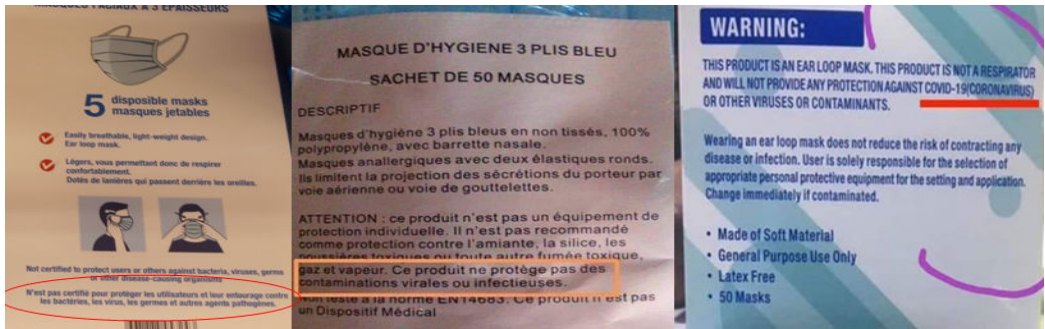 MASQUES FACIAUX À 3 ÉPAISSEURS
5 disposible masks
masques jetables
Easily breathable, light-weight design.
Ear loop mask.
Légers, vous permettant donc de respirer
confortablement.
Dotés de lanières qui passent derrière les oreilles.
Not certified to protect users or others against bacteria, viruses, germs
or other disease-causing organisms
N'est pas certifié pour protéger les utilisateurs et leur entourage contre
les bactéries, les virus, les germes et autres agents pathogènes.
MASQUE D'HYGIENE 3 PLIS BLEU
SACHET DE 50 MASQUES
DESCRIPTIF
Masques d'hygiène 3 plis bleus en non tissés, 100%
polypropylène, avec barrette nasale.
Masques anallergiques avec deux élastiques ronds.
Ils limitent la projection des sécrétions du porteur par
voie aérienne ou voie de gouttelettes.
ATTENTION : ce produit n'est pas un équipement de
protection individuelle. Il n'est pas recommandé
comme protection contre l'amiante, la silice, les
poussières toxiques ou toute autre fumée toxique,
gaz et vapeur. Ce produit ne protège pas des
contaminations virales ou infectieuses.
Non testé à la norme EN14683. Ce produit n'est pas
un Dispositif Médical
WARNING:
THIS PRODUCT IS AN EAR LOOP MASK. THIS PRODUCT IS NOT A RESPIRATOR
AND WILL NOT PROVIDE ANY PROTECTION AGAINST COVID-19(CORONAVIRUS)
OR OTHER VIRUSES OR CONTAMINANTS.
Wearing an ear loop mask does not reduce the risk of contracting any
disease or infection. User is solely responsible for the selection of
appropriate personal protective equipment for the setting and application.
Change immediately if contaminated.
• Made of Soft Material
• General Purpose Use Only
• Latex Free
• 50 Masks